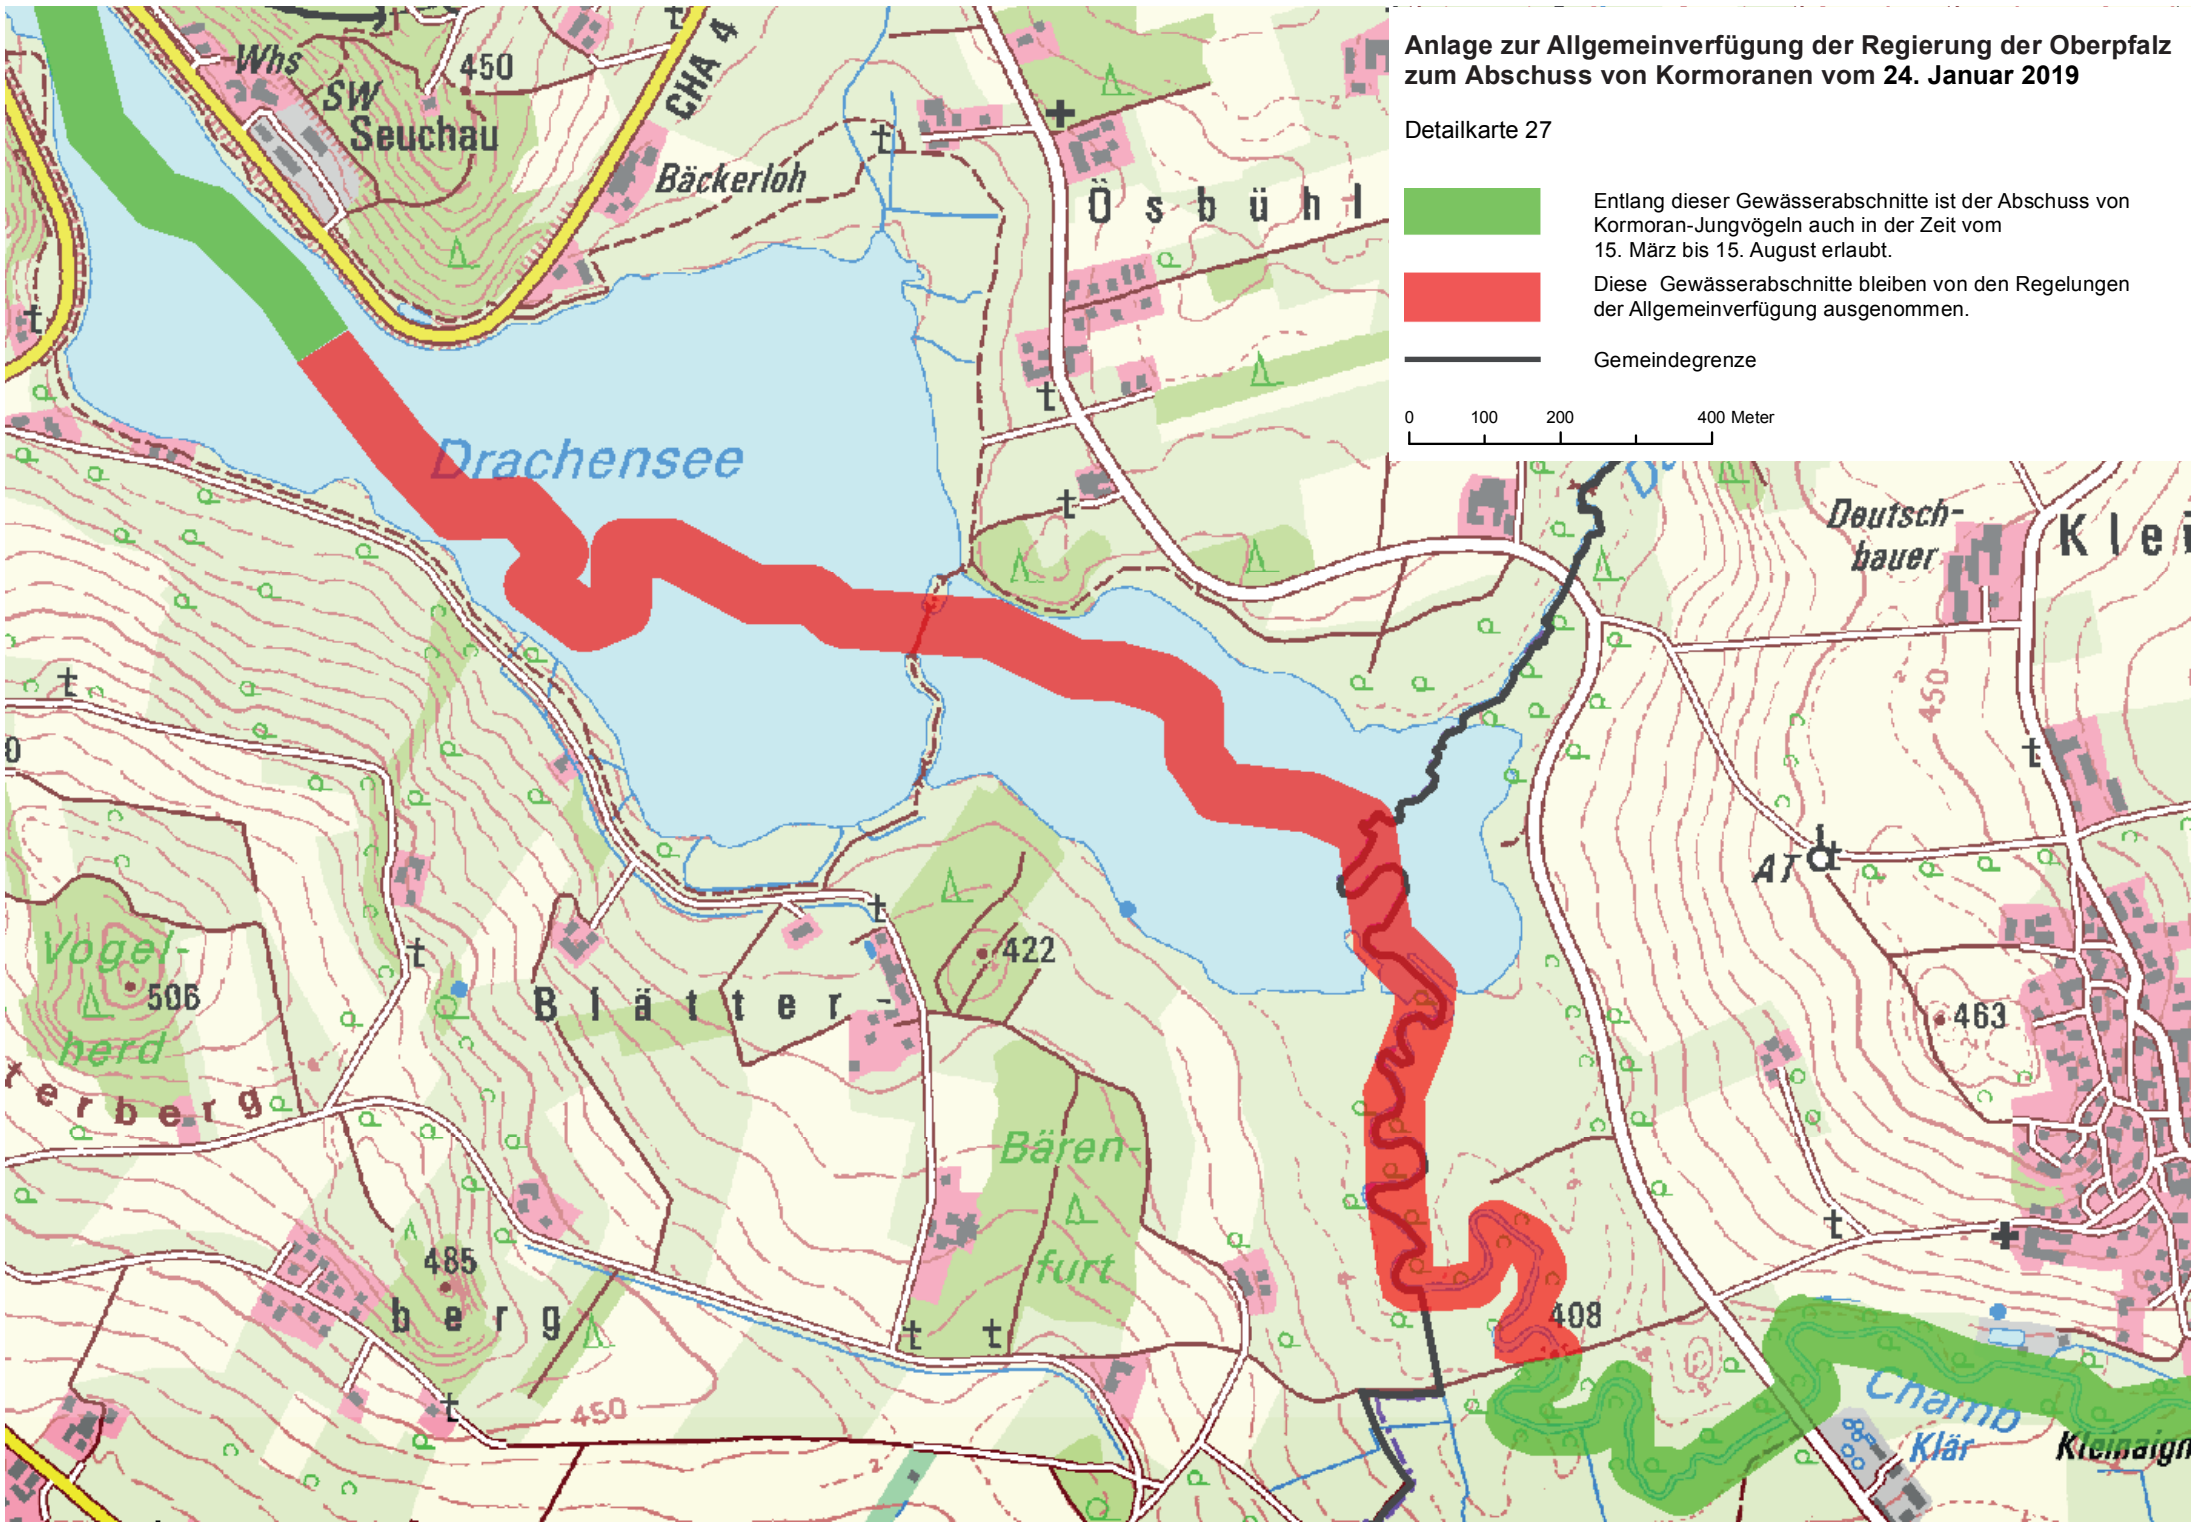 Anlage zur Allgemeinverfügung der Regierung der Oberpfalz
zum Abschuss von Kormoranen vom 24. Januar 2019
Detailkarte 27
Entlang dieser Gewässerabschnitte ist der Abschuss von
Kormoran-Jungvögeln auch in der Zeit vom
15. März bis 15. August erlaubt.
Diese Gewässerabschnitte bleiben von den Regelungen
der Allgemeinverfügung ausgenommen.
Gemeindegrenze
0 100 200 400 Meter
Whs
SW
450
Seuchau
CHA 4
Bäckerloh
Ösbühl
Drachensee
Deutsch-
bauer
Klei
450
0
AT
Vogel-
506
herd
422
Blätter-
463
rerberg
Bären-
furt
485
berg
408
450
Chamb
Klär
Kleinaign